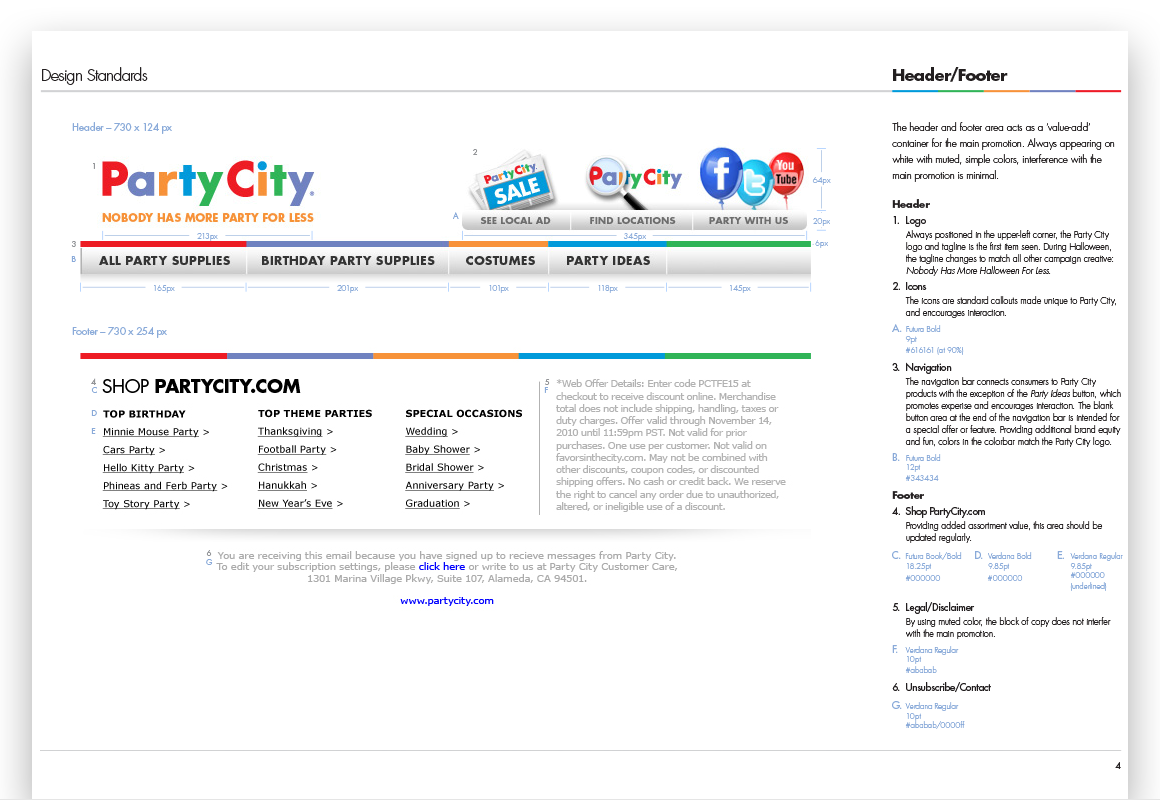 Design Standards
Header/Footer
Header – 730 x 124 px
1
PartyCity.
NOBODY HAS MORE PARTY FOR LESS
213px
2
PartyCity.
SALE
PartyCity
f
t
You
Tube
64px
A
SEE LOCAL AD
FIND LOCATIONS
PARTY WITH US
20px
345px
3
6px
B
ALL PARTY SUPPLIES
BIRTHDAY PARTY SUPPLIES
COSTUMES
PARTY IDEAS
165px
201px
101px
118px
145px
Footer – 730 x 254 px
4
C
SHOP PARTYCITY.COM
D
TOP BIRTHDAY
E
Minnie Mouse Party >
Cars Party >
Hello Kitty Party >
Phineas and Ferb Party >
Toy Story Party >
TOP THEME PARTIES
Thanksgiving >
Football Party >
Christmas >
Hanukkah >
New Year's Eve >
SPECIAL OCCASIONS
Wedding >
Baby Shower >
Bridal Shower >
Anniversary Party >
Graduation >
5
F
*Web Offer Details: Enter code PCTFE15 at
checkout to receive discount online. Merchandise
total does not include shipping, handling, taxes or
duty charges. Offer valid through November 14,
2010 until 11:59pm PST. Not valid for prior
purchases. One use per customer. Not valid on
favorsinthecity.com. May not be combined with
other discounts, coupon codes, or discounted
shipping offers. No cash or credit back. We reserve
the right to cancel any order due to unauthorized,
altered, or ineligible use of a discount.
6
G
You are receiving this email because you have signed up to recieve messages from Party City.
To edit your subscription settings, please click here or write to us at Party City Customer Care,
1301 Marina Village Pkwy, Suite 107, Alameda, CA 94501.
www.partycity.com
The header and footer area acts as a 'value-add'
container for the main promotion. Always appearing on
white with muted, simple colors, interference with the
main promotion is minimal.
Header
1. Logo
Always positioned in the upper-left corner, the Party City
logo and tagline is the first item seen. During Halloween,
the tagline changes to match all other campaign creative:
Nobody Has More Halloween For Less.
2. Icons
The icons are standard callouts made unique to Party City,
and encourages interaction.
A. Futura Bold
9pt
#616161 (at 90%)
3. Navigation
The navigation bar connects consumers to Party City
products with the exception of the Party Ideas button, which
promotes experise and encourages interaction. The blank
button area at the end of the navigation bar is intended for
a special offer or feature. Providing additional brand equity
and fun, colors in the colorbar match the Party City logo.
B. Futura Bold
12pt
#343434
Footer
4. Shop PartyCity.com
Providing added assortment value, this area should be
updated regularly.
C. Futura Book/Bold
18.25pt
#000000
D. Verdana Bold
9.85pt
#000000
E. Verdana Regular
9.85pt
#000000
(underlined)
5. Legal/Disclaimer
By using muted color, the block of copy does not interfer
with the main promotion.
F. Verdana Regular
10pt
#ababab
6. Unsubscribe/Contact
G. Verdana Regular
10pt
#ababab/0000ff
4